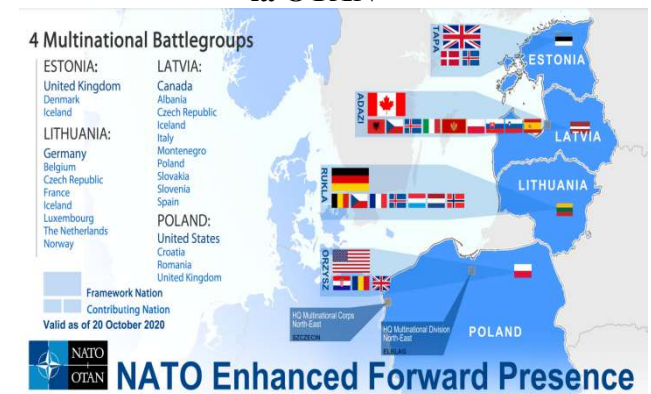 la OTAN
4 Multinational Battlegroups
ESTONIA:
United Kingdom
Denmark
Iceland
LITHUANIA:
Germany
Belgium
Czech Republic
France
Iceland
Luxembourg
The Netherlands
Norway
LATVIA:
Canada
Albania
Czech Republic
Iceland
Italy
Montenegro
Poland
Slovakia
Slovenia
Spain
POLAND:
United States
Croatia
Romania
United Kingdom
Framework Nation
Contributing Nation
Valid as of 20 October 2020
TAPA
ESTONIA
ADAZI
LATVIA
RUKLA
LITHUANIA
ORZYSZ
HQ Multinational Corps
North-East
SZCZECIN
HQ Multinational Division
North-East
ELBLAG
POLAND
NATO
OTAN
NATO Enhanced Forward Presence